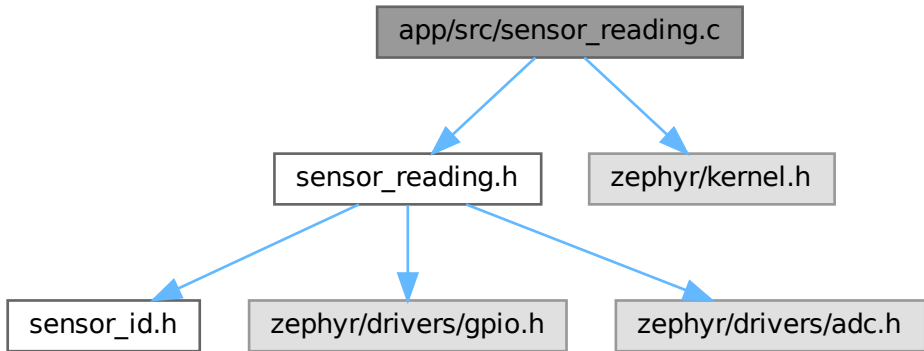 app/src/sensor_reading.c
sensor_reading.h
zephyr/kernel.h
sensor_id.h
zephyr/drivers/gpio.h
zephyr/drivers/adc.h